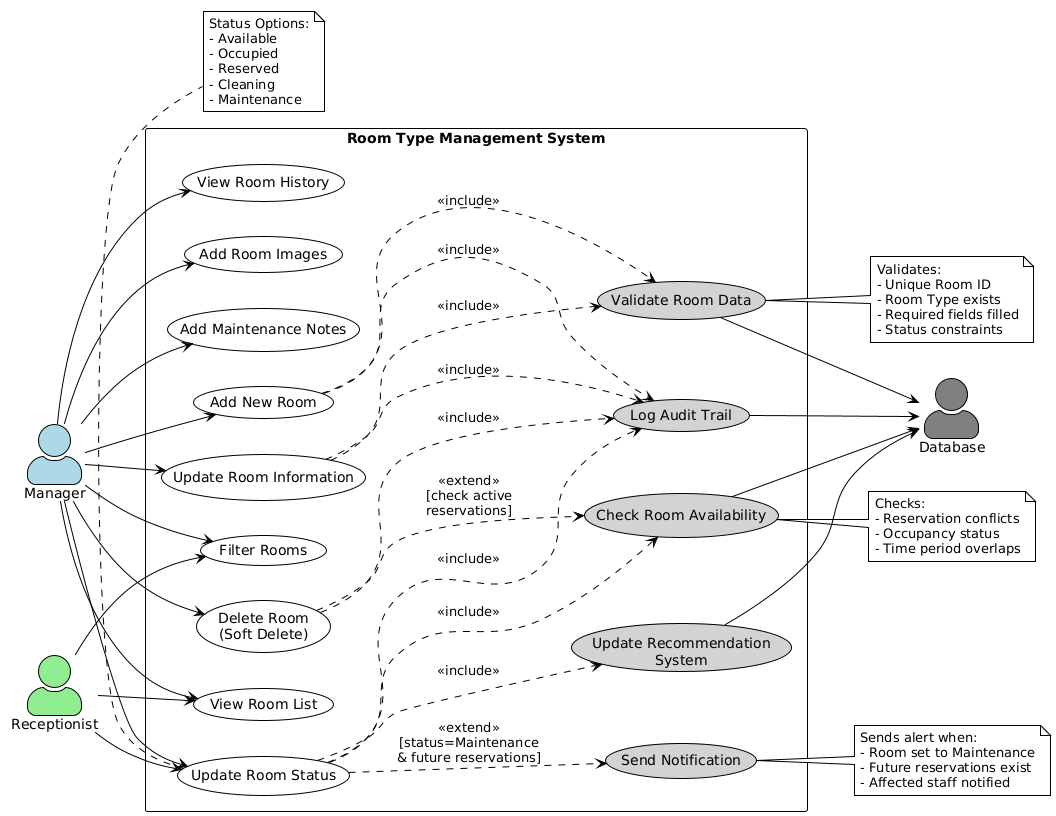 Status Options:
- Available
- Occupied
- Reserved
- Cleaning
- Maintenance
Room Type Management System
View Room History
«include»
Add Room Images
«include»
Validates:
- Unique Room ID
- Room Type exists
- Required fields filled
- Status constraints
Validate Room Data
«include»
Add Maintenance Notes
«include»
Add New Room
«include»
Log Audit Trail
Database
Manager
Update Room Information
«extend»
[check active
reservations]
Check Room Availability
Checks:
- Reservation conflicts
- Occupancy status
- Time period overlaps
Filter Rooms
«include»
Delete Room
(Soft Delete)
«include»
Update Recommendation
System
«include»
View Room List
Receptionist
«extend»
[status=Maintenance
& future reservations]
Update Room Status
Send Notification
Sends alert when:
- Room set to Maintenance
- Future reservations exist
- Affected staff notified